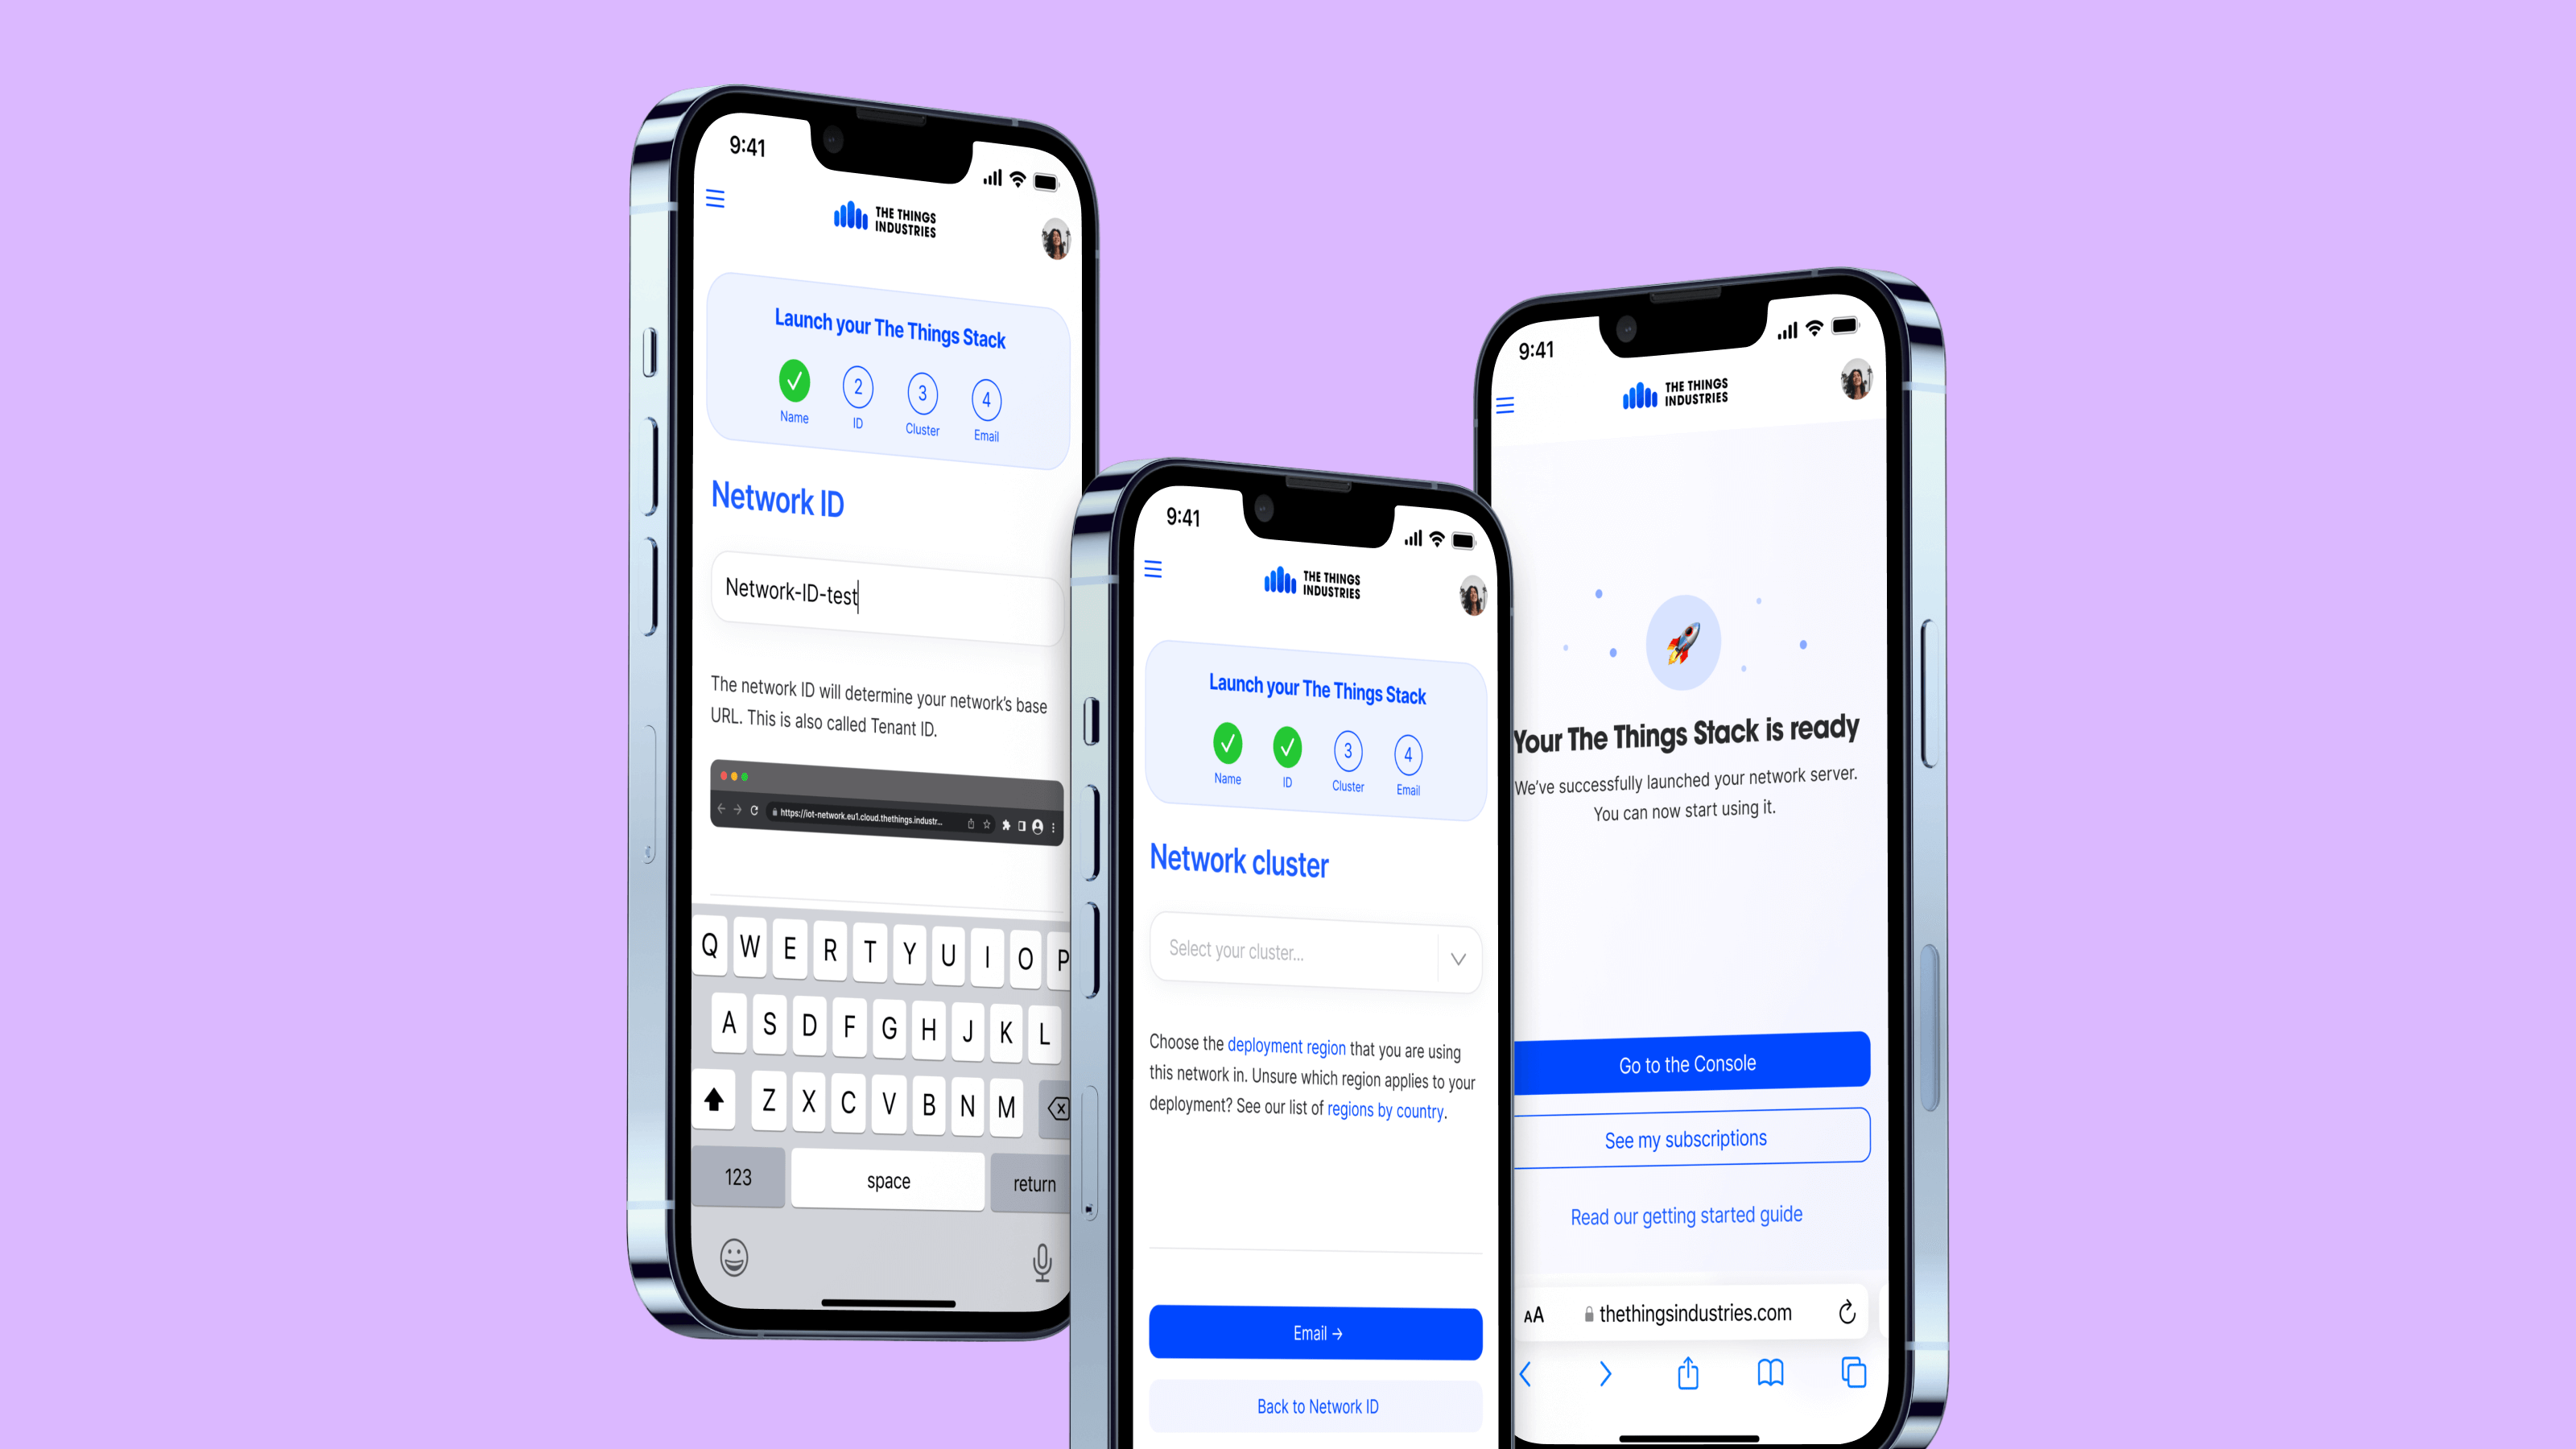 9:41
THE THINGS
INDUSTRIES
Launch your The Things Stack
2
3
4
Name
ID
Cluster
Email
Network ID
Network-ID-test
The network ID will determine your network's base
URL. This is also called Tenant ID.
https://iot-network.eu1.cloud.thethings.industr...
Q W E R T Y U I O P
A S D F G H J K L
Z X C V B N M
123
space
return
9:41
THE THINGS
INDUSTRIES
Launch your The Things Stack
3
4
Name
ID
Cluster
Email
Network cluster
Select your cluster...
Choose the deployment region that you are using
this network in. Unsure which region applies to your
deployment? See our list of regions by country.
Email →
Back to Network ID
9:41
THE THINGS
INDUSTRIES
Your The Things Stack is ready
We've successfully launched your network server.
You can now start using it.
Go to the Console
See my subscriptions
Read our getting started guide
AA
thethingsindustries.com